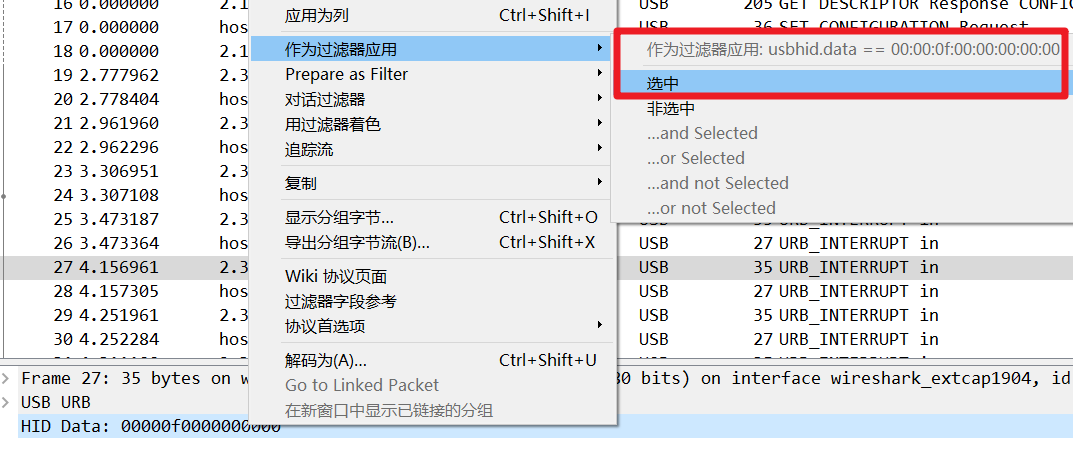 16 0.000000 2.1
17 0.000000 hos
18 0.000000 2.1
19 2.777962 2.3
20 2.778404 hos
21 2.961960 2.3
22 2.962296 hos
23 3.306951 2.3
24 3.307108 hos
25 3.473187 2.3
26 3.473364 hos
27 4.156961 2.3
28 4.157305 hos
29 4.251961 2.3
30 4.252284 hos
应用为列 Ctrl+Shift+I
作为过滤器应用
Prepare as Filter
对话过滤器
用过滤器着色
追踪流
复制
显示分组字节... Ctrl+Shift+O
导出分组字节流(B)... Ctrl+Shift+X
Wiki 协议页面
过滤器字段参考
协议首选项
解码为(A)... Ctrl+Shift+U
Go to Linked Packet
在新窗口中显示已链接的分组
USB 205 GET DESCRIPTOR Response CONFI
USB 36 SET CONFIGURATION Request
作为过滤器应用: usbhid.data == 00:00:0f:00:00:00:00:00
选中
非选中
...and Selected
...or Selected
...and not Selected
...or not Selected
USB 35 URB_INTERRUPT in
USB 27 URB_INTERRUPT in
USB 35 URB_INTERRUPT in
USB 27 URB_INTERRUPT in
USB 35 URB_INTERRUPT in
USB 27 URB_INTERRUPT in
Frame 27: 35 bytes on w 80 bits) on interface wireshark_extcap1904, id
USB URB
HID Data: 00000f0000000000